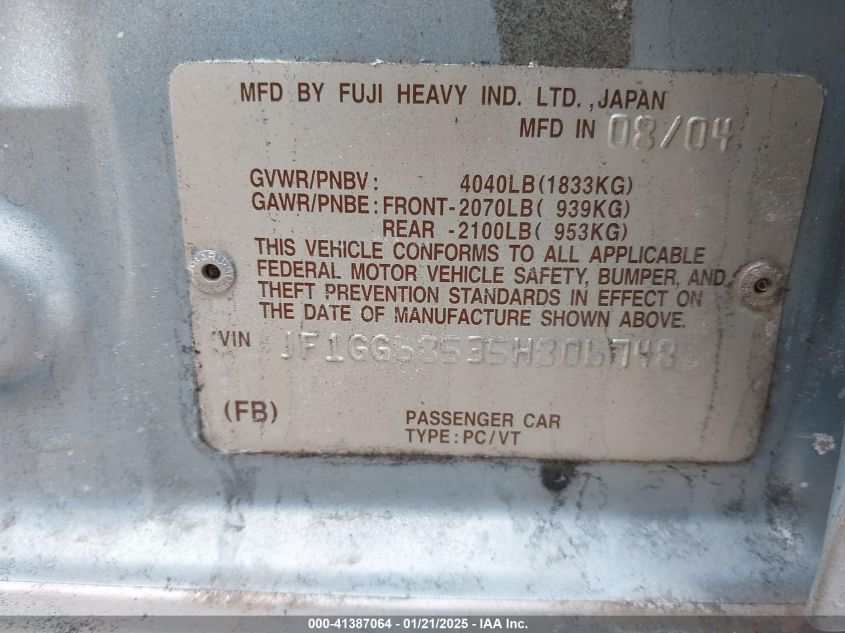 MFD BY FUJI HEAVY IND. LTD.,JAPAN
MFD IN 08/04
GVWR/PNBV: 4040LB(1833KG)
GAWR/PNBE: FRONT-2070LB( 939KG)
REAR -2100LB( 953KG)
THIS VEHICLE CONFORMS TO ALL APPLICABLE
FEDERAL MOTOR VEHICLE SAFETY, BUMPER, AND
THEFT PREVENTION STANDARDS IN EFFECT ON
THE DATE OF MANUFACTURE SHOWN ABOVE.
VIN
(FB) PASSENGER CAR
TYPE: PC/VT
000-41387064 - 01/21/2025 - IAA Inc.